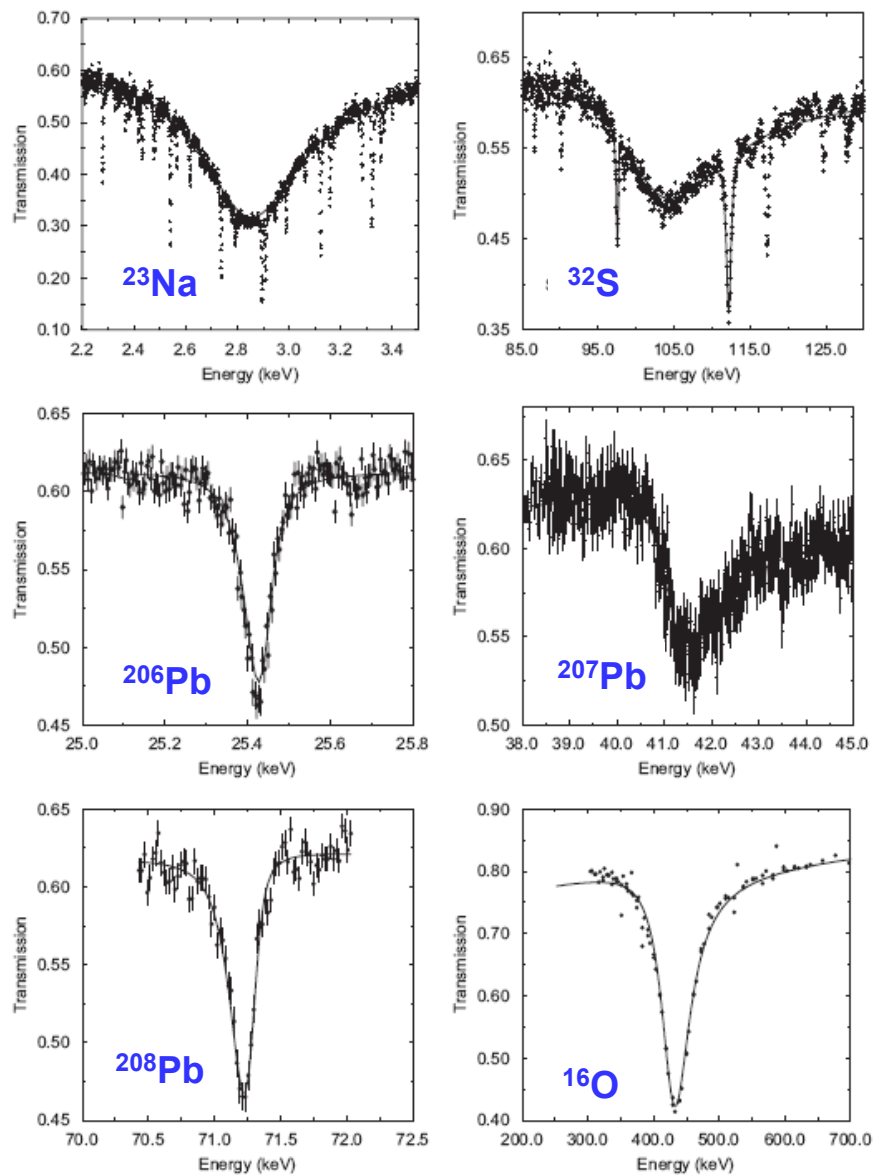 0.70
0.60
0.50
0.40
0.30
0.20
0.10
Transmission
²³Na
2.2 2.4 2.6 2.8 3.0 3.2 3.4
Energy (keV)
0.65
0.55
0.45
0.35
Transmission
³²S
85.0 95.0 105.0 115.0 125.0
Energy (keV)
0.65
0.60
0.55
0.50
0.45
Transmission
²⁰⁶Pb
25.0 25.2 25.4 25.6 25.8
Energy (keV)
0.65
0.60
0.55
0.50
Transmission
²⁰⁷Pb
38.0 39.0 40.0 41.0 42.0 43.0 44.0 45.0
Energy (keV)
0.65
0.60
0.55
0.50
0.45
Transmission
²⁰⁸Pb
70.0 70.5 71.0 71.5 72.0 72.5
Energy (keV)
0.90
0.80
0.70
0.60
0.50
0.40
Transmission
¹⁶O
200.0 300.0 400.0 500.0 600.0 700.0
Energy (keV)